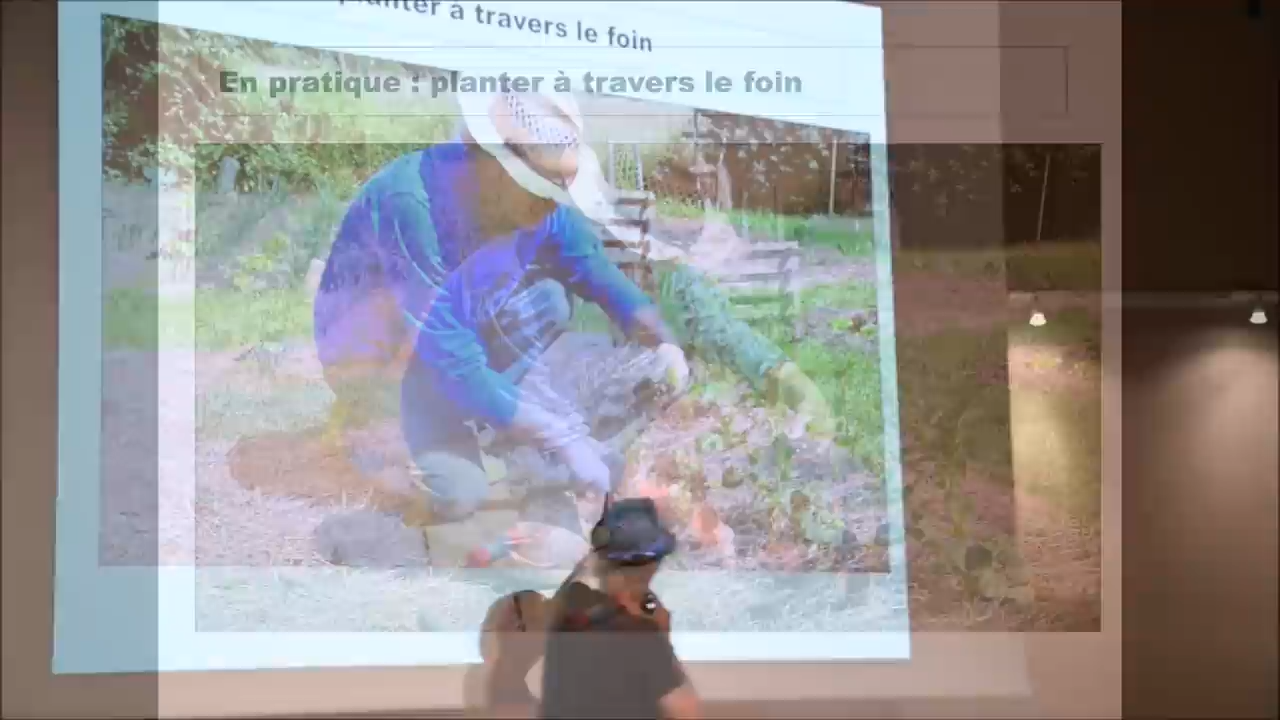 planter à travers le foin
En pratique : planter à travers le foin